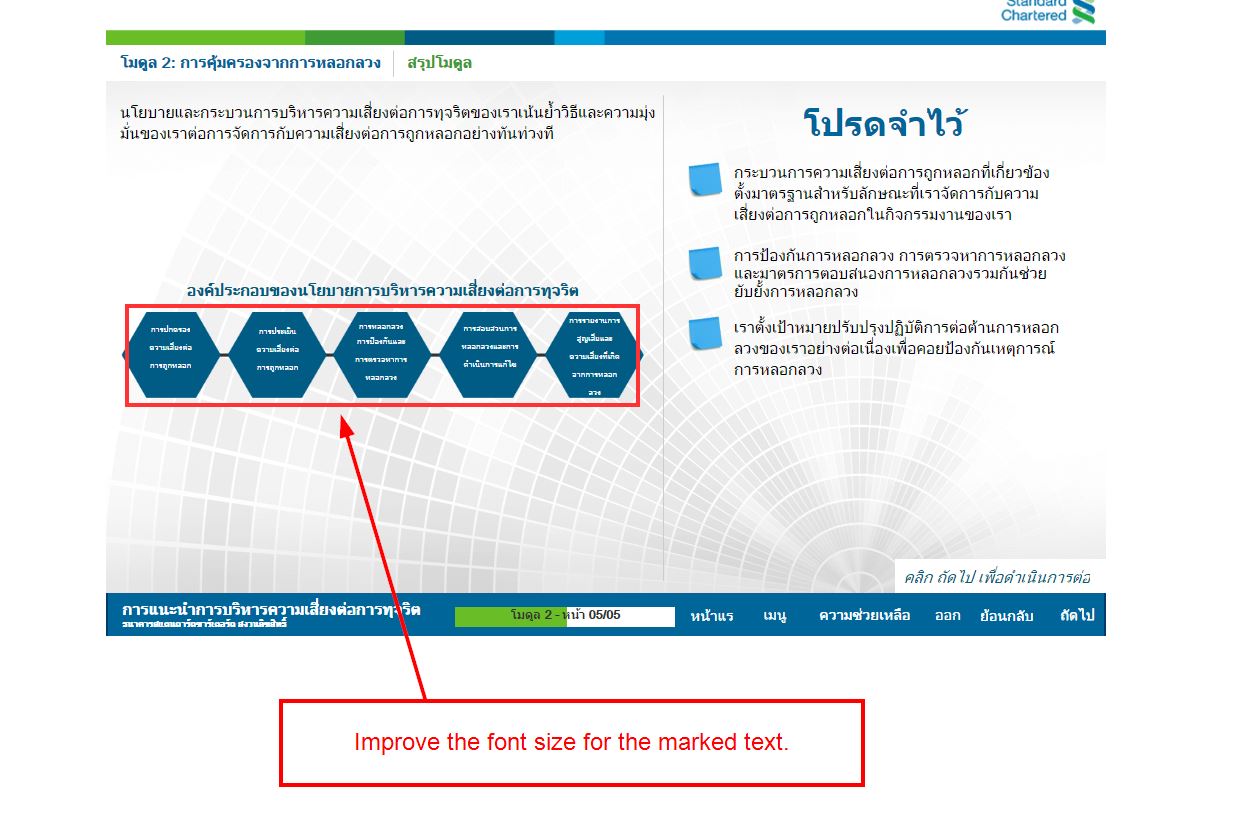 Standard
Chartered
โมดูล 2: การคุ้มครองจากการหลอกลวง
สรุปโมดูล
นโยบายและกระบวนการบริหารความเสี่ยงต่อการทุจริตของเราเน้นย้ำวิธีและความมุ่ง
มั่นของเราต่อการจัดการกับความเสี่ยงต่อการถูกหลอกอย่างทันท่วงที
องค์ประกอบของนโยบายการบริหารความเสี่ยงต่อการทุจริต
การปกครอง
ความเสี่ยงต่อ
การถูกหลอก
การประเมิน
ความเสี่ยงต่อ
การถูกหลอก
การหลอกลวง
การป้องกันและ
การตรวจหาการ
หลอกลวง
การสอบสวนการ
หลอกลวงและการ
ดำเนินการแก้ไข
การรายงานการ
สูญเสียและ
ความเสี่ยงที่เกิด
จากการหลอก
ลวง
โปรดจำไว้
กระบวนการความเสี่ยงต่อการถูกหลอกที่เกี่ยวข้อง
ตั้งมาตรฐานสำหรับลักษณะที่เราจัดการกับความ
เสี่ยงต่อการถูกหลอกในกิจกรรมงานของเรา
การป้องกันการหลอกลวง การตรวจหาการหลอกลวง
และมาตรการตอบสนองการหลอกลวงรวมกันช่วย
ยับยั้งการหลอกลวง
เราตั้งเป้าหมายปรับปรุงปฏิบัติการต่อต้านการหลอก
ลวงของเราอย่างต่อเนื่องเพื่อคอยป้องกันเหตุการณ์
การหลอกลวง
คลิก ถัดไป เพื่อดำเนินการต่อ
การแนะนำการบริหารความเสี่ยงต่อการทุจริต
โมดูล 2 - หน้า 05/05
หน้าแร
เมนู
ความช่วยเหลือ
ออก
ย้อนกลับ
ถัดไป
Improve the font size for the marked text.